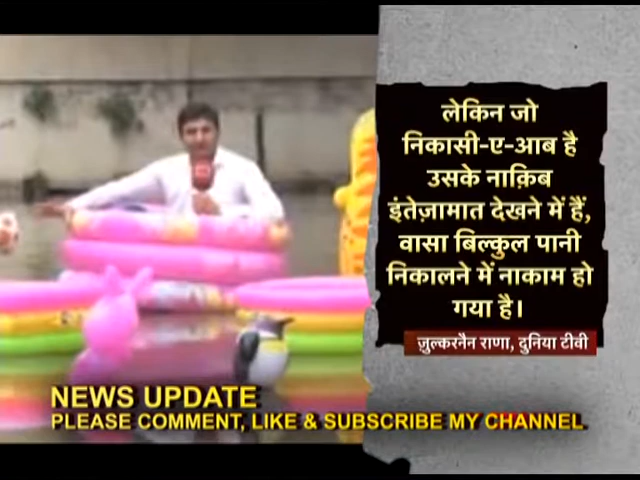 लेकिन जो
निकासी-ए-आब है
उसके नाक़िब
इंतेज़ामात देखने में हैं,
वासा बिल्कुल पानी
निकालने में नाकाम हो
गया है।
ज़ुल्करनैन राणा, दुनिया टीवी
NEWS UPDATE
PLEASE COMMENT, LIKE & SUBSCRIBE MY CHANNEL